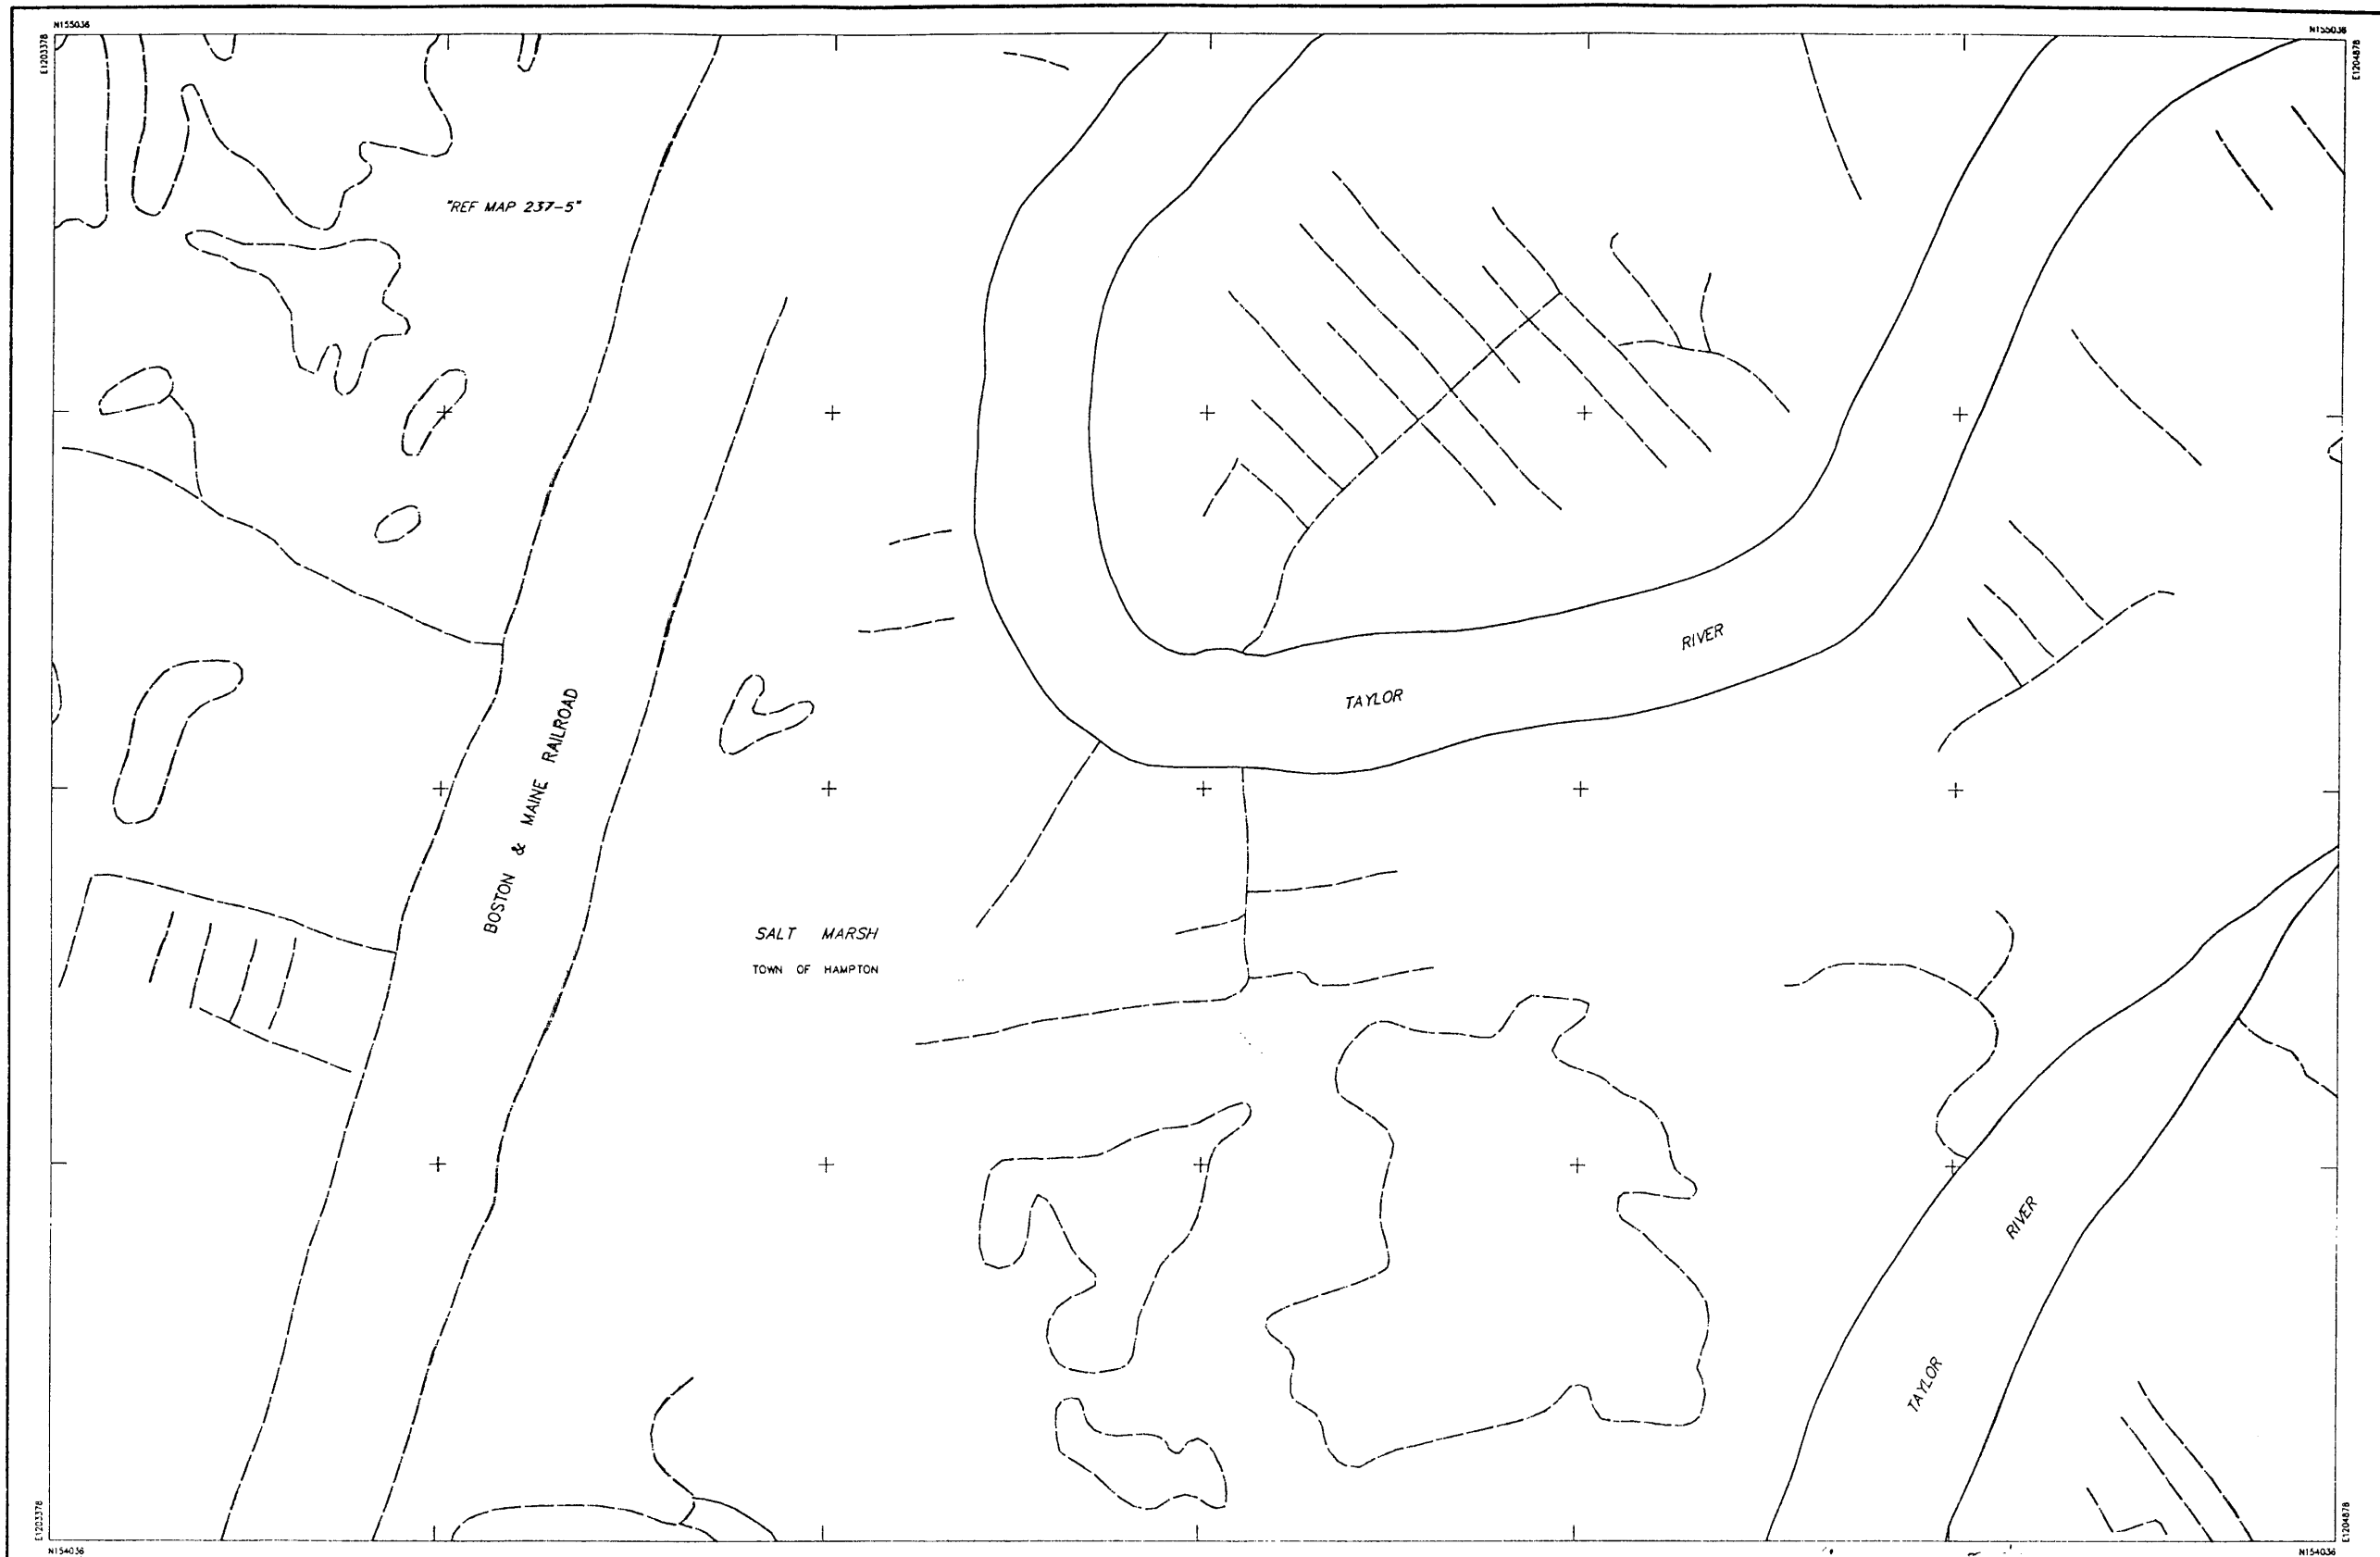 N155036
N155036
E1203378
E1204878
"REF MAP 237-5"
RIVER
TAYLOR
BOSTON & MAINE RAILROAD
SALT MARSH
TOWN OF HAMPTON
RIVER
TAYLOR
E1203378
E1204878
N154036
N154036